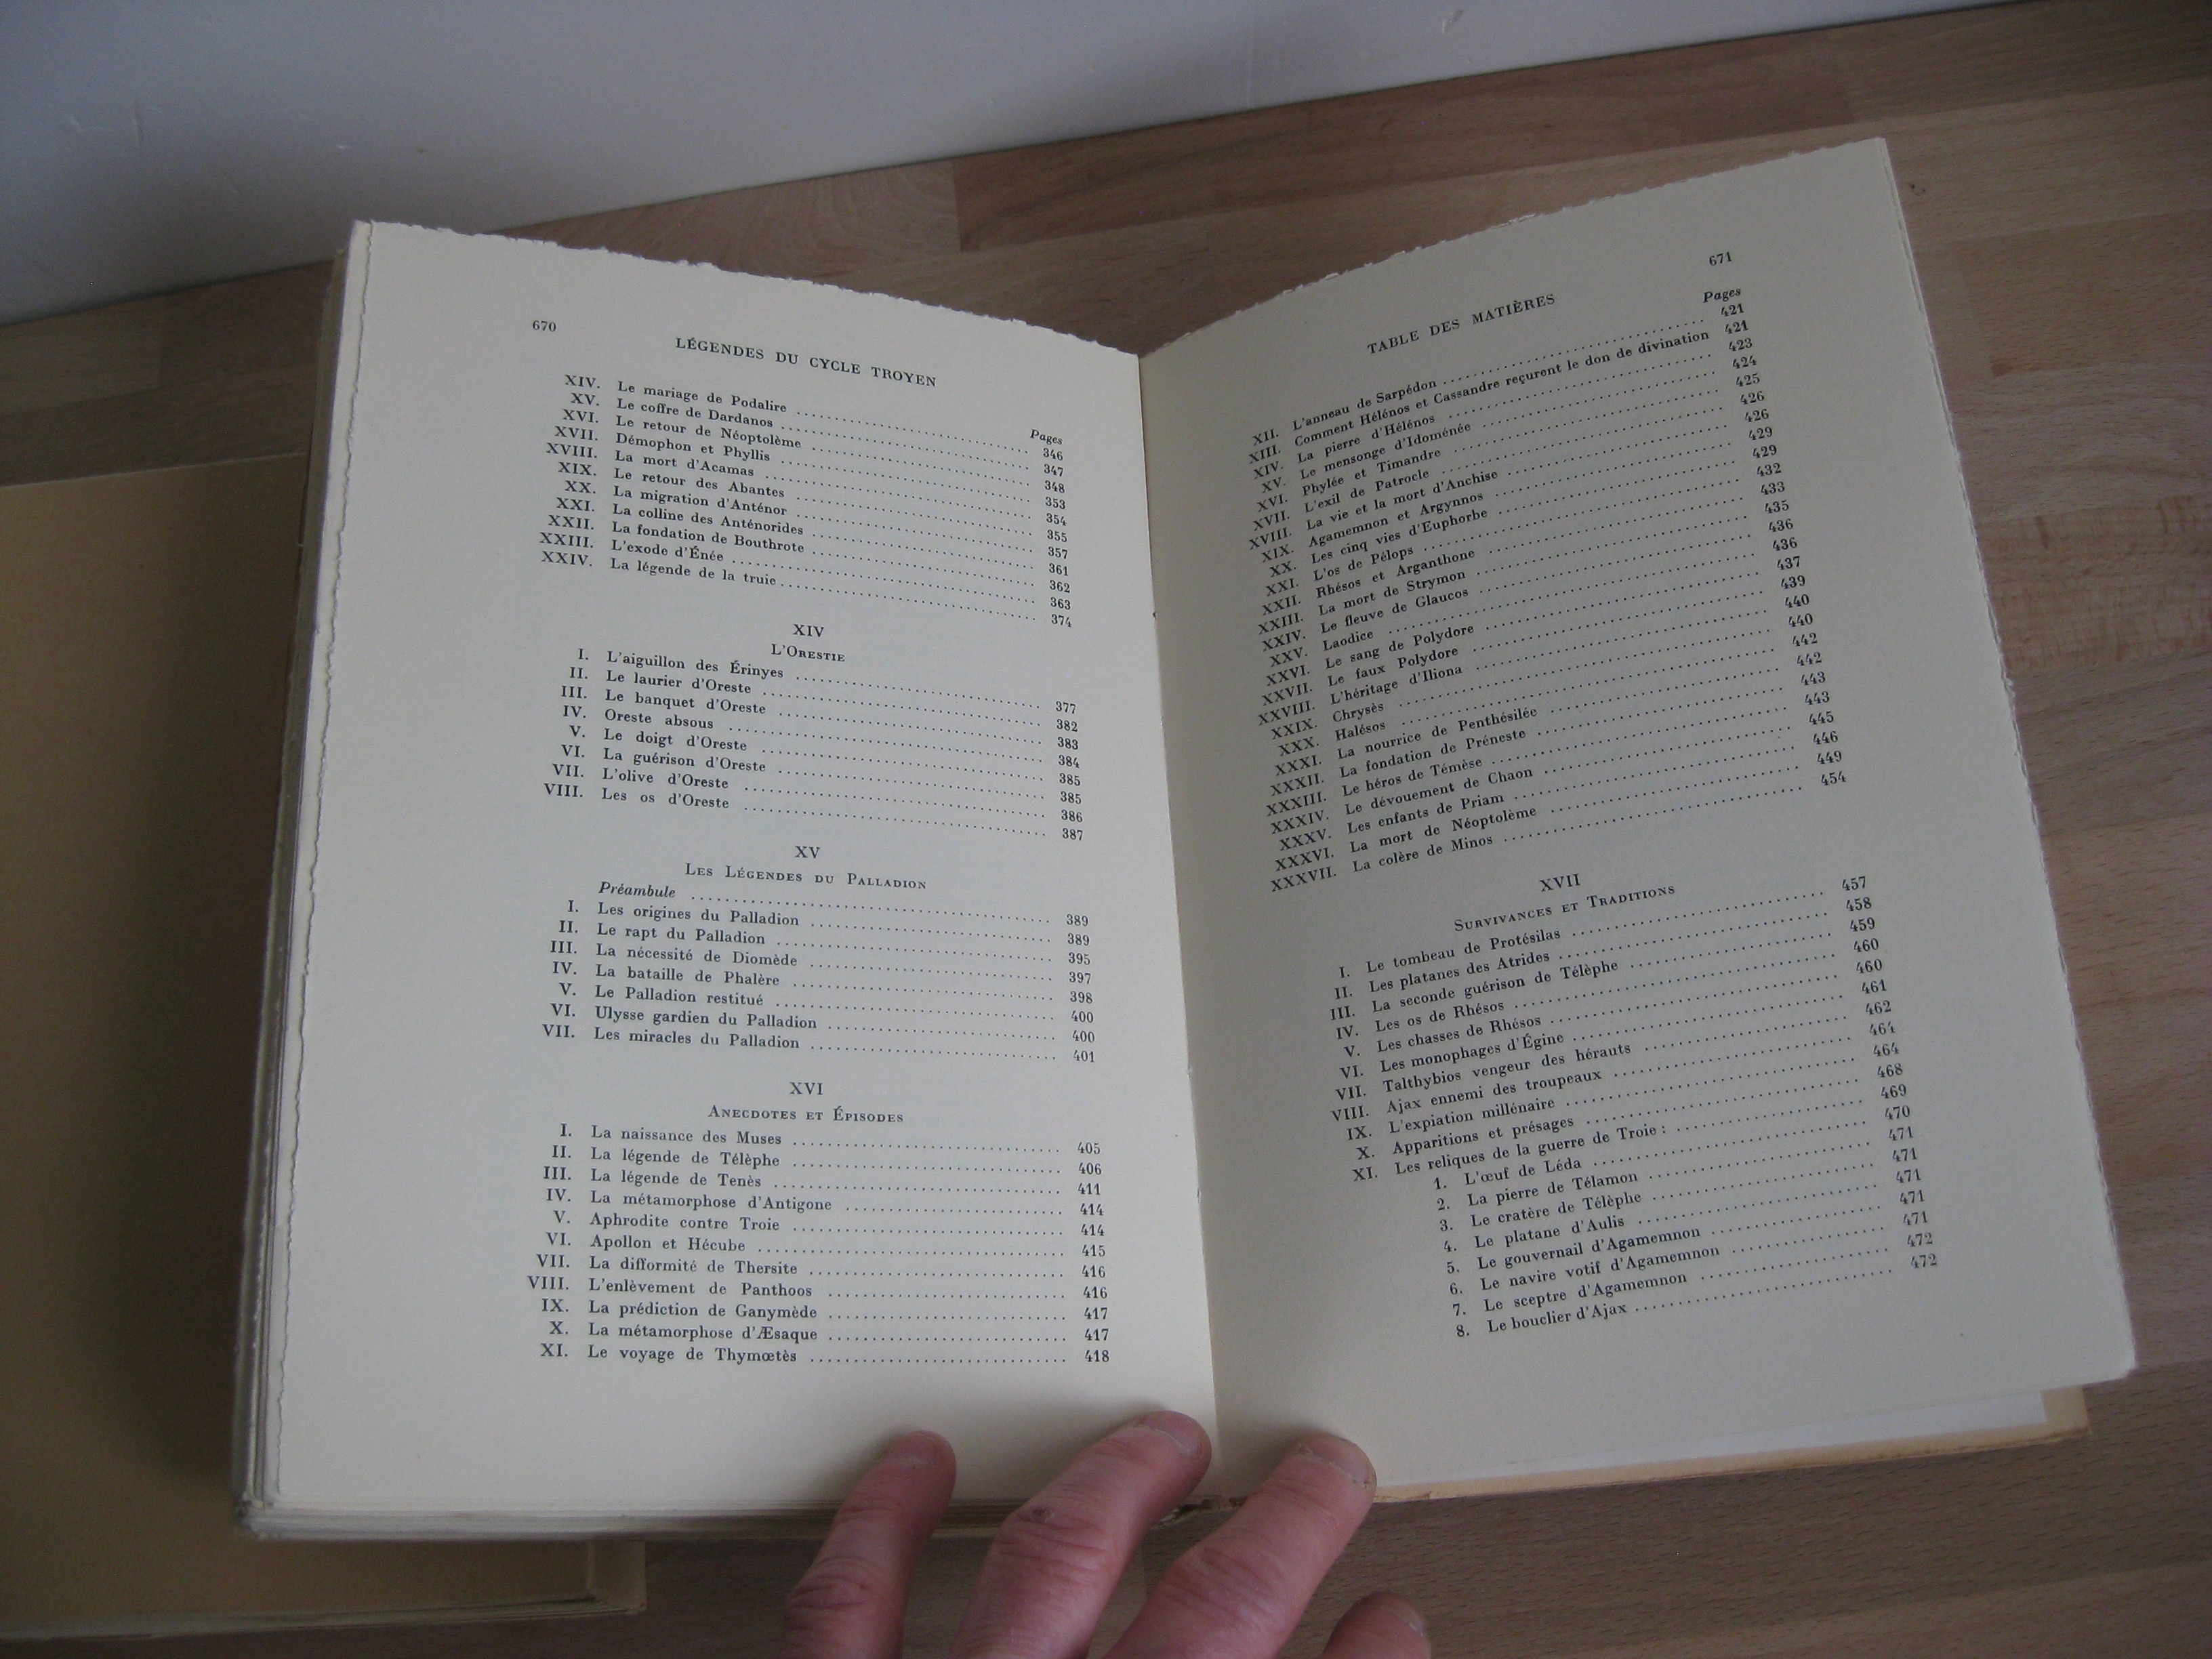 670
LÉGENDES DU CYCLE TROYEN
Pages
XIV. Le mariage de Podalire ........ 346
XV. Le coffre de Dardanos ........ 347
XVI. Le retour de Néoptolème ........ 348
XVII. Démophon et Phyllis ........ 353
XVIII. La mort d'Acamas ........ 354
XIX. Le retour des Abantes ........ 355
XX. La migration d'Anténor ........ 357
XXI. La colline des Anténorides ........ 361
XXII. La fondation de Bouthrote ........ 362
XXIII. L'exode d'Énée ........ 363
XXIV. La légende de la truie ........ 374
XIV
L'ORESTIE
I. L'aiguillon des Érinyes ........ 377
II. Le laurier d'Oreste ........ 382
III. Le banquet d'Oreste ........ 383
IV. Oreste absous ........ 384
V. Le doigt d'Oreste ........ 385
VI. La guérison d'Oreste ........ 385
VII. L'olive d'Oreste ........ 386
VIII. Les os d'Oreste ........ 387
XV
LES LÉGENDES DU PALLADION
Préambule ........ 389
I. Les origines du Palladion ........ 389
II. Le rapt du Palladion ........ 395
III. La nécessité de Diomède ........ 397
IV. La bataille de Phalère ........ 398
V. Le Palladion restitué ........ 400
VI. Ulysse gardien du Palladion ........ 400
VII. Les miracles du Palladion ........ 401
XVI
ANECDOTES ET ÉPISODES
I. La naissance des Muses ........ 405
II. La légende de Télèphe ........ 406
III. La légende de Tenès ........ 411
IV. La métamorphose d'Antigone ........ 414
V. Aphrodite contre Troie ........ 414
VI. Apollon et Hécube ........ 415
VII. La difformité de Thersite ........ 416
VIII. L'enlèvement de Panthoos ........ 416
IX. La prédiction de Ganymède ........ 417
X. La métamorphose d'Æsaque ........ 417
XI. Le voyage de Thymœtès ........ 418
671
TABLE DES MATIÈRES
Pages
XII. L'anneau de Sarpédon ........ 421
XIII. Comment Hélénos et Cassandre reçurent le don de divination 421
XIV. La pierre d'Hélénos ........ 423
XV. Le mensonge d'Idoménée ........ 424
XVI. Phylée et Timandre ........ 425
XVII. L'exil de Patrocle ........ 426
XVIII. La vie et la mort d'Anchise ........ 426
XIX. Agamemnon et Argynnos ........ 429
XX. Les cinq vies d'Euphorbe ........ 429
XXI. L'os de Pélops ........ 432
XXII. Rhésos et Arganthone ........ 433
XXIII. La mort de Strymon ........ 435
XXIV. Le fleuve de Glaucos ........ 436
XXV. Laodice ........ 436
XXVI. Le sang de Polydore ........ 437
XXVII. Le faux Polydore ........ 439
XXVIII. L'héritage d'Iliona ........ 440
XXIX. Chrysès ........ 440
XXX. Halésos ........ 442
XXXI. La nourrice de Penthésilée ........ 442
XXXII. La fondation de Préneste ........ 443
XXXIII. Le héros de Témèse ........ 443
XXXIV. Le dévouement de Chaon ........ 445
XXXV. Les enfants de Priam ........ 446
XXXVI. La mort de Néoptolème ........ 449
XXXVII. La colère de Minos ........ 454
XVII
SURVIVANCES ET TRADITIONS
I. Le tombeau de Protésilas ........ 457
II. Les platanes des Atrides ........ 458
III. La seconde guérison de Télèphe ........ 459
IV. Les os de Rhésos ........ 460
V. Les chasses de Rhésos ........ 460
VI. Les monophages d'Égine ........ 461
VII. Talthybios vengeur des hérauts ........ 462
VIII. Ajax ennemi des troupeaux ........ 464
IX. L'expiation millénaire ........ 464
X. Apparitions et présages ........ 468
XI. Les reliques de la guerre de Troie : ........ 469
1. L'œuf de Léda ........ 470
2. La pierre de Télamon ........ 471
3. Le cratère de Télèphe ........ 471
4. Le platane d'Aulis ........ 471
5. Le gouvernail d'Agamemnon ........ 471
6. Le navire votif d'Agamemnon ........ 471
7. Le sceptre d'Agamemnon ........ 472
8. Le bouclier d'Ajax ........ 472